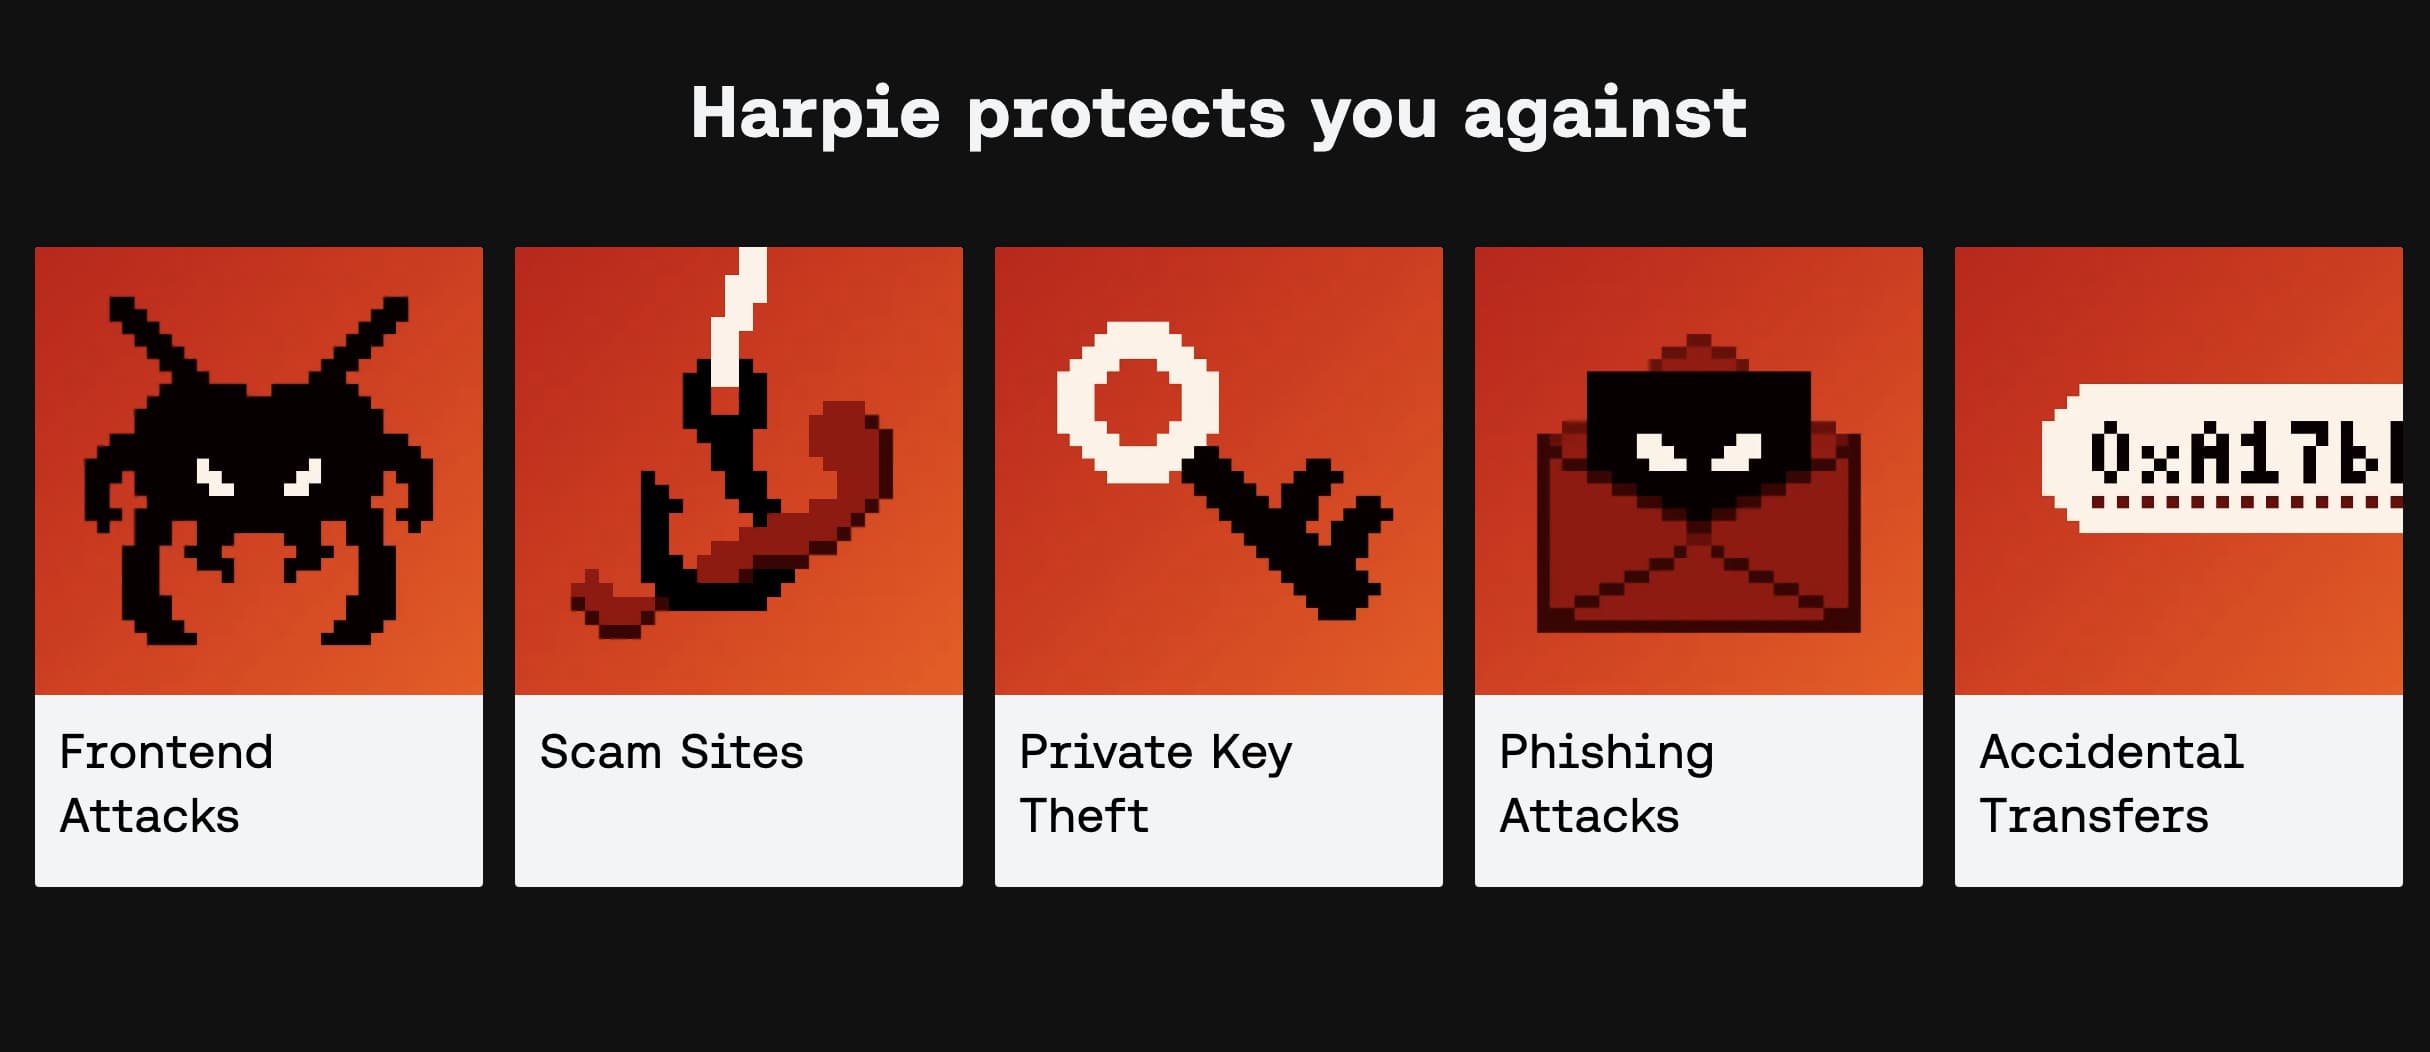 Harpie protects you against
0xA17b
Frontend
Attacks
Scam Sites
Private Key
Theft
Phishing
Attacks
Accidental
Transfers